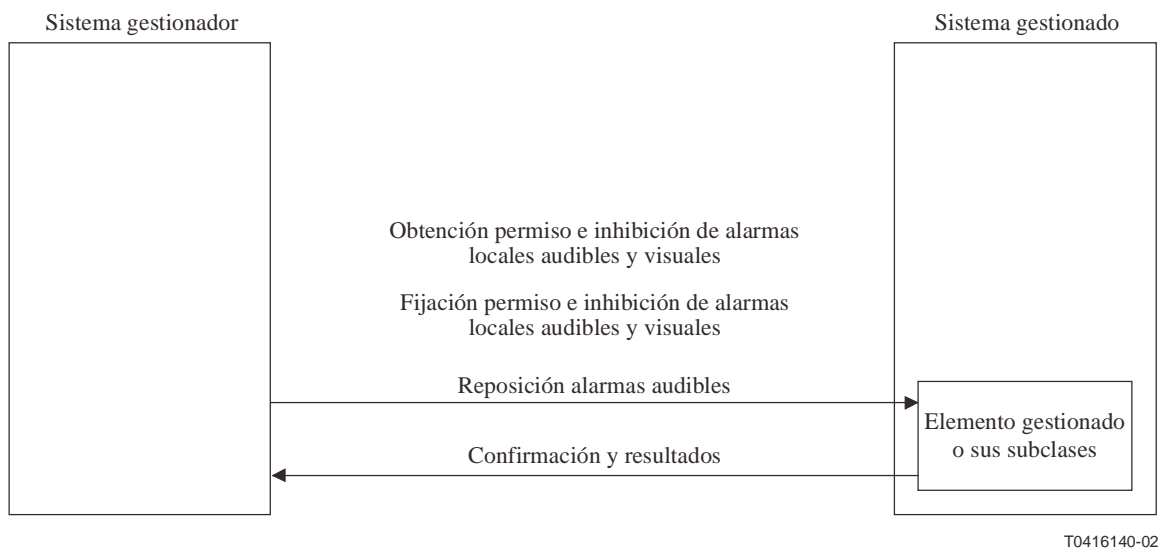 Sistema gestionador
Sistema gestionado
Obtención permiso e inhibición de alarmas
locales audibles y visuales
Fijación permiso e inhibición de alarmas
locales audibles y visuales
Reposición alarmas audibles
Elemento gestionado
o sus subclases
Confirmación y resultados
T0416140-02